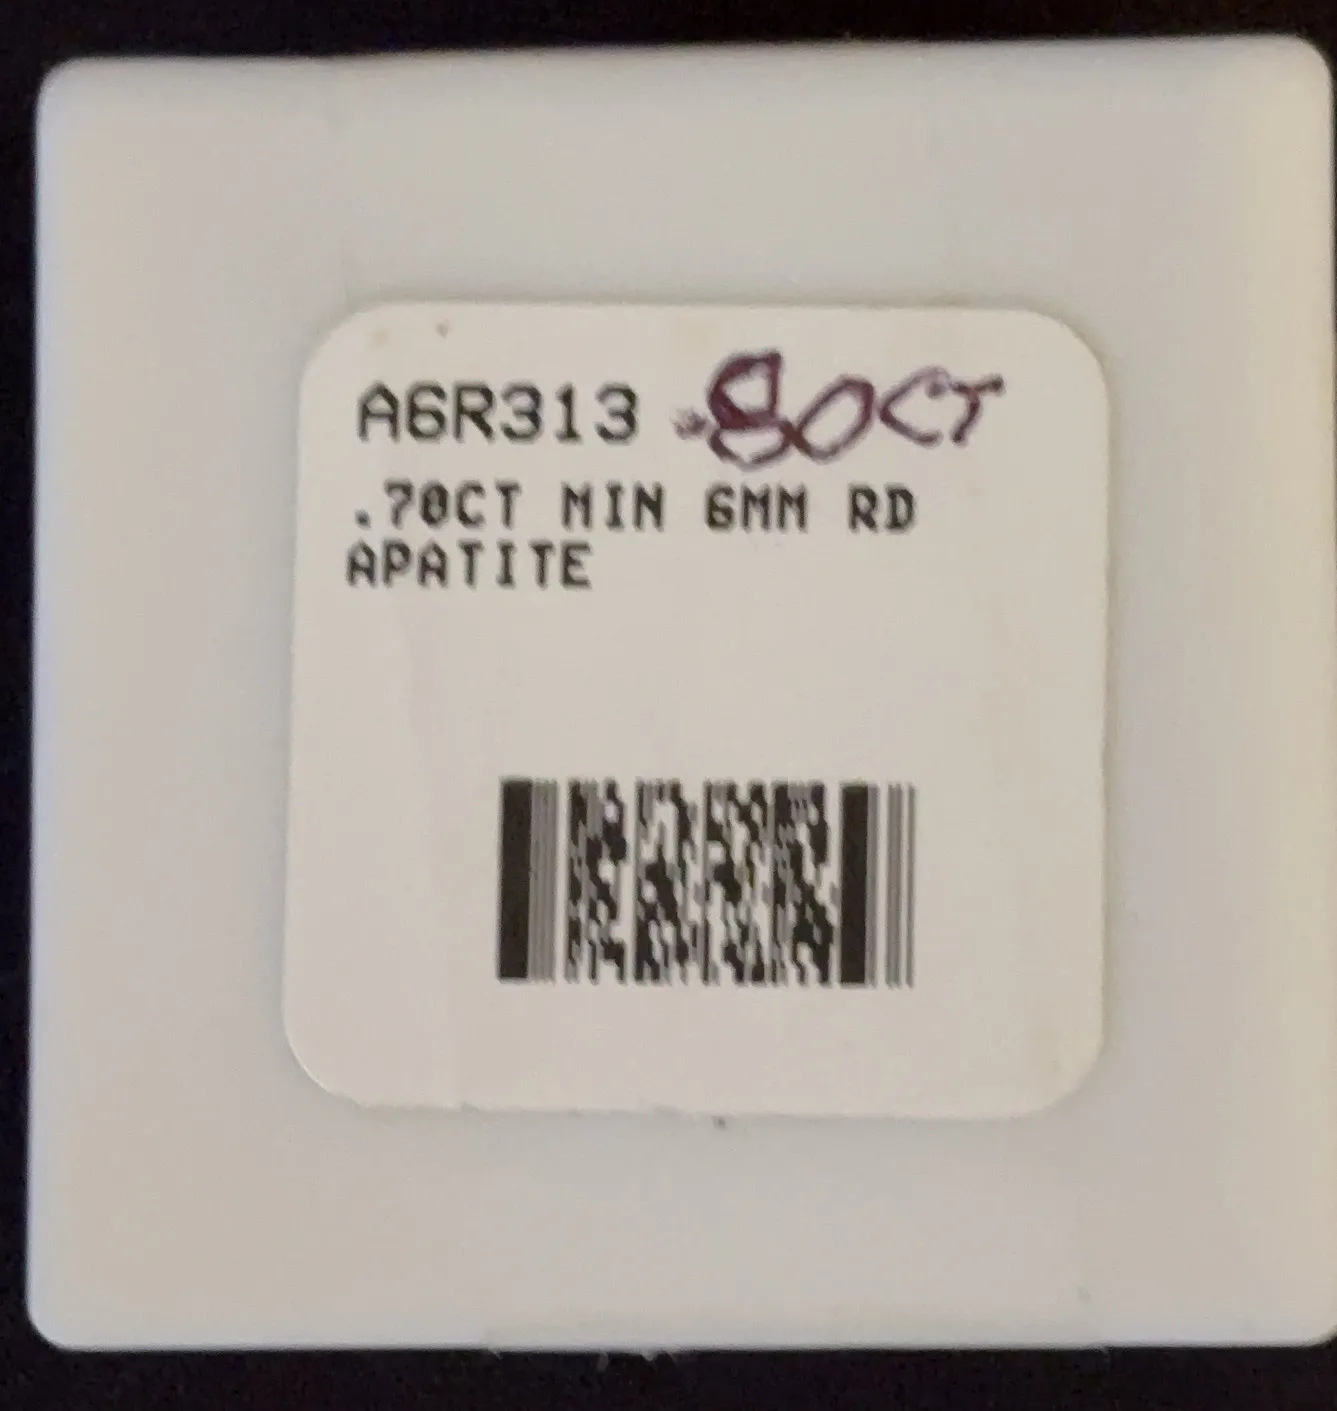 A6R313 .80CT
.70CT MIN 6MM RD
APATITE